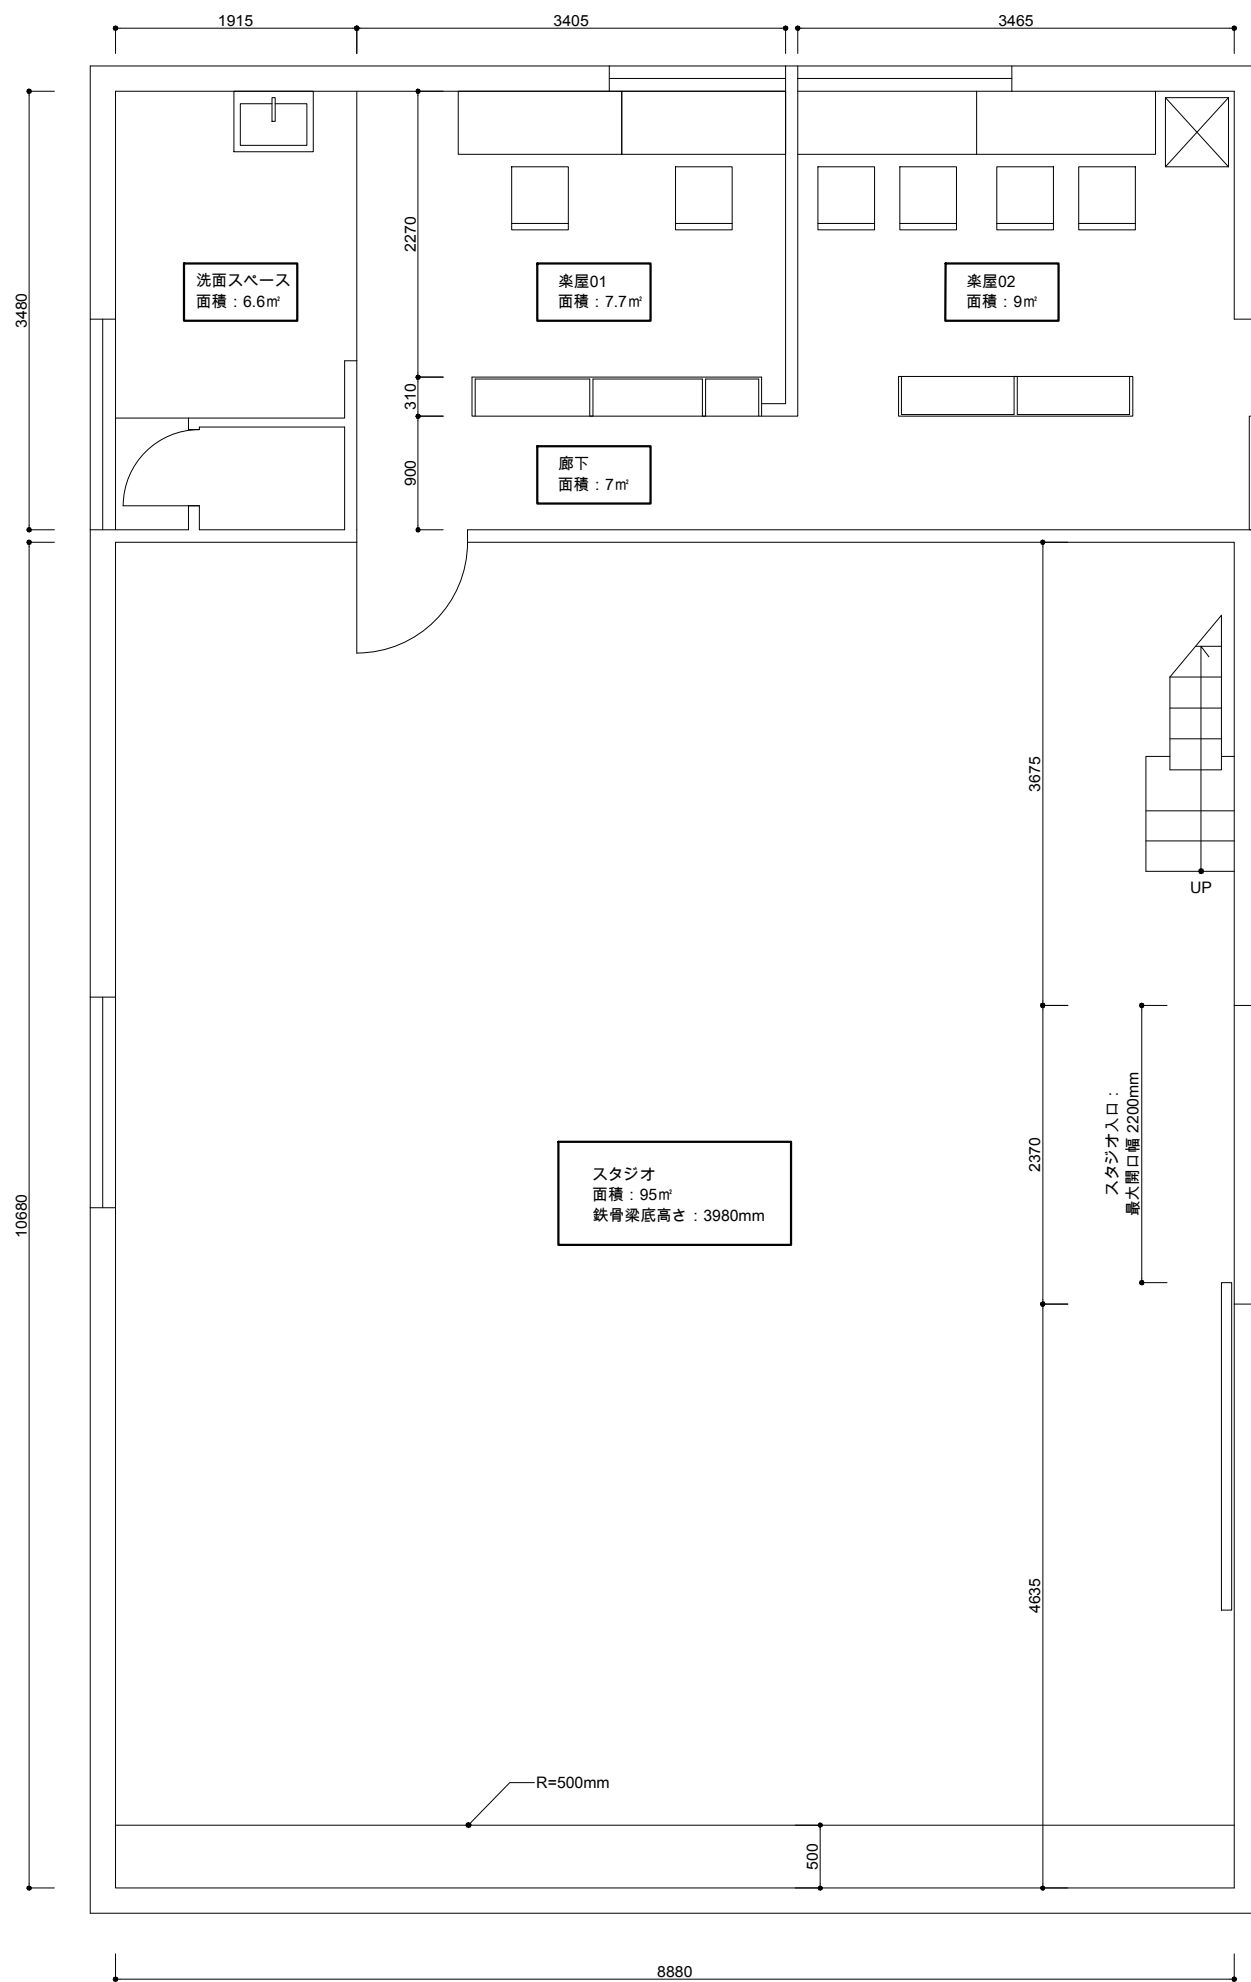 1915
3405
3465
3480
2270
310
900
洗面スペース
面積：6.6㎡
楽屋01
面積：7.7㎡
楽屋02
面積：9㎡
廊下
面積：7㎡
3675
UP
10680
2370
スタジオ入口：
最大開口幅 2200mm
スタジオ
面積：95㎡
鉄骨梁底高さ：3980mm
4635
R=500mm
500
8880